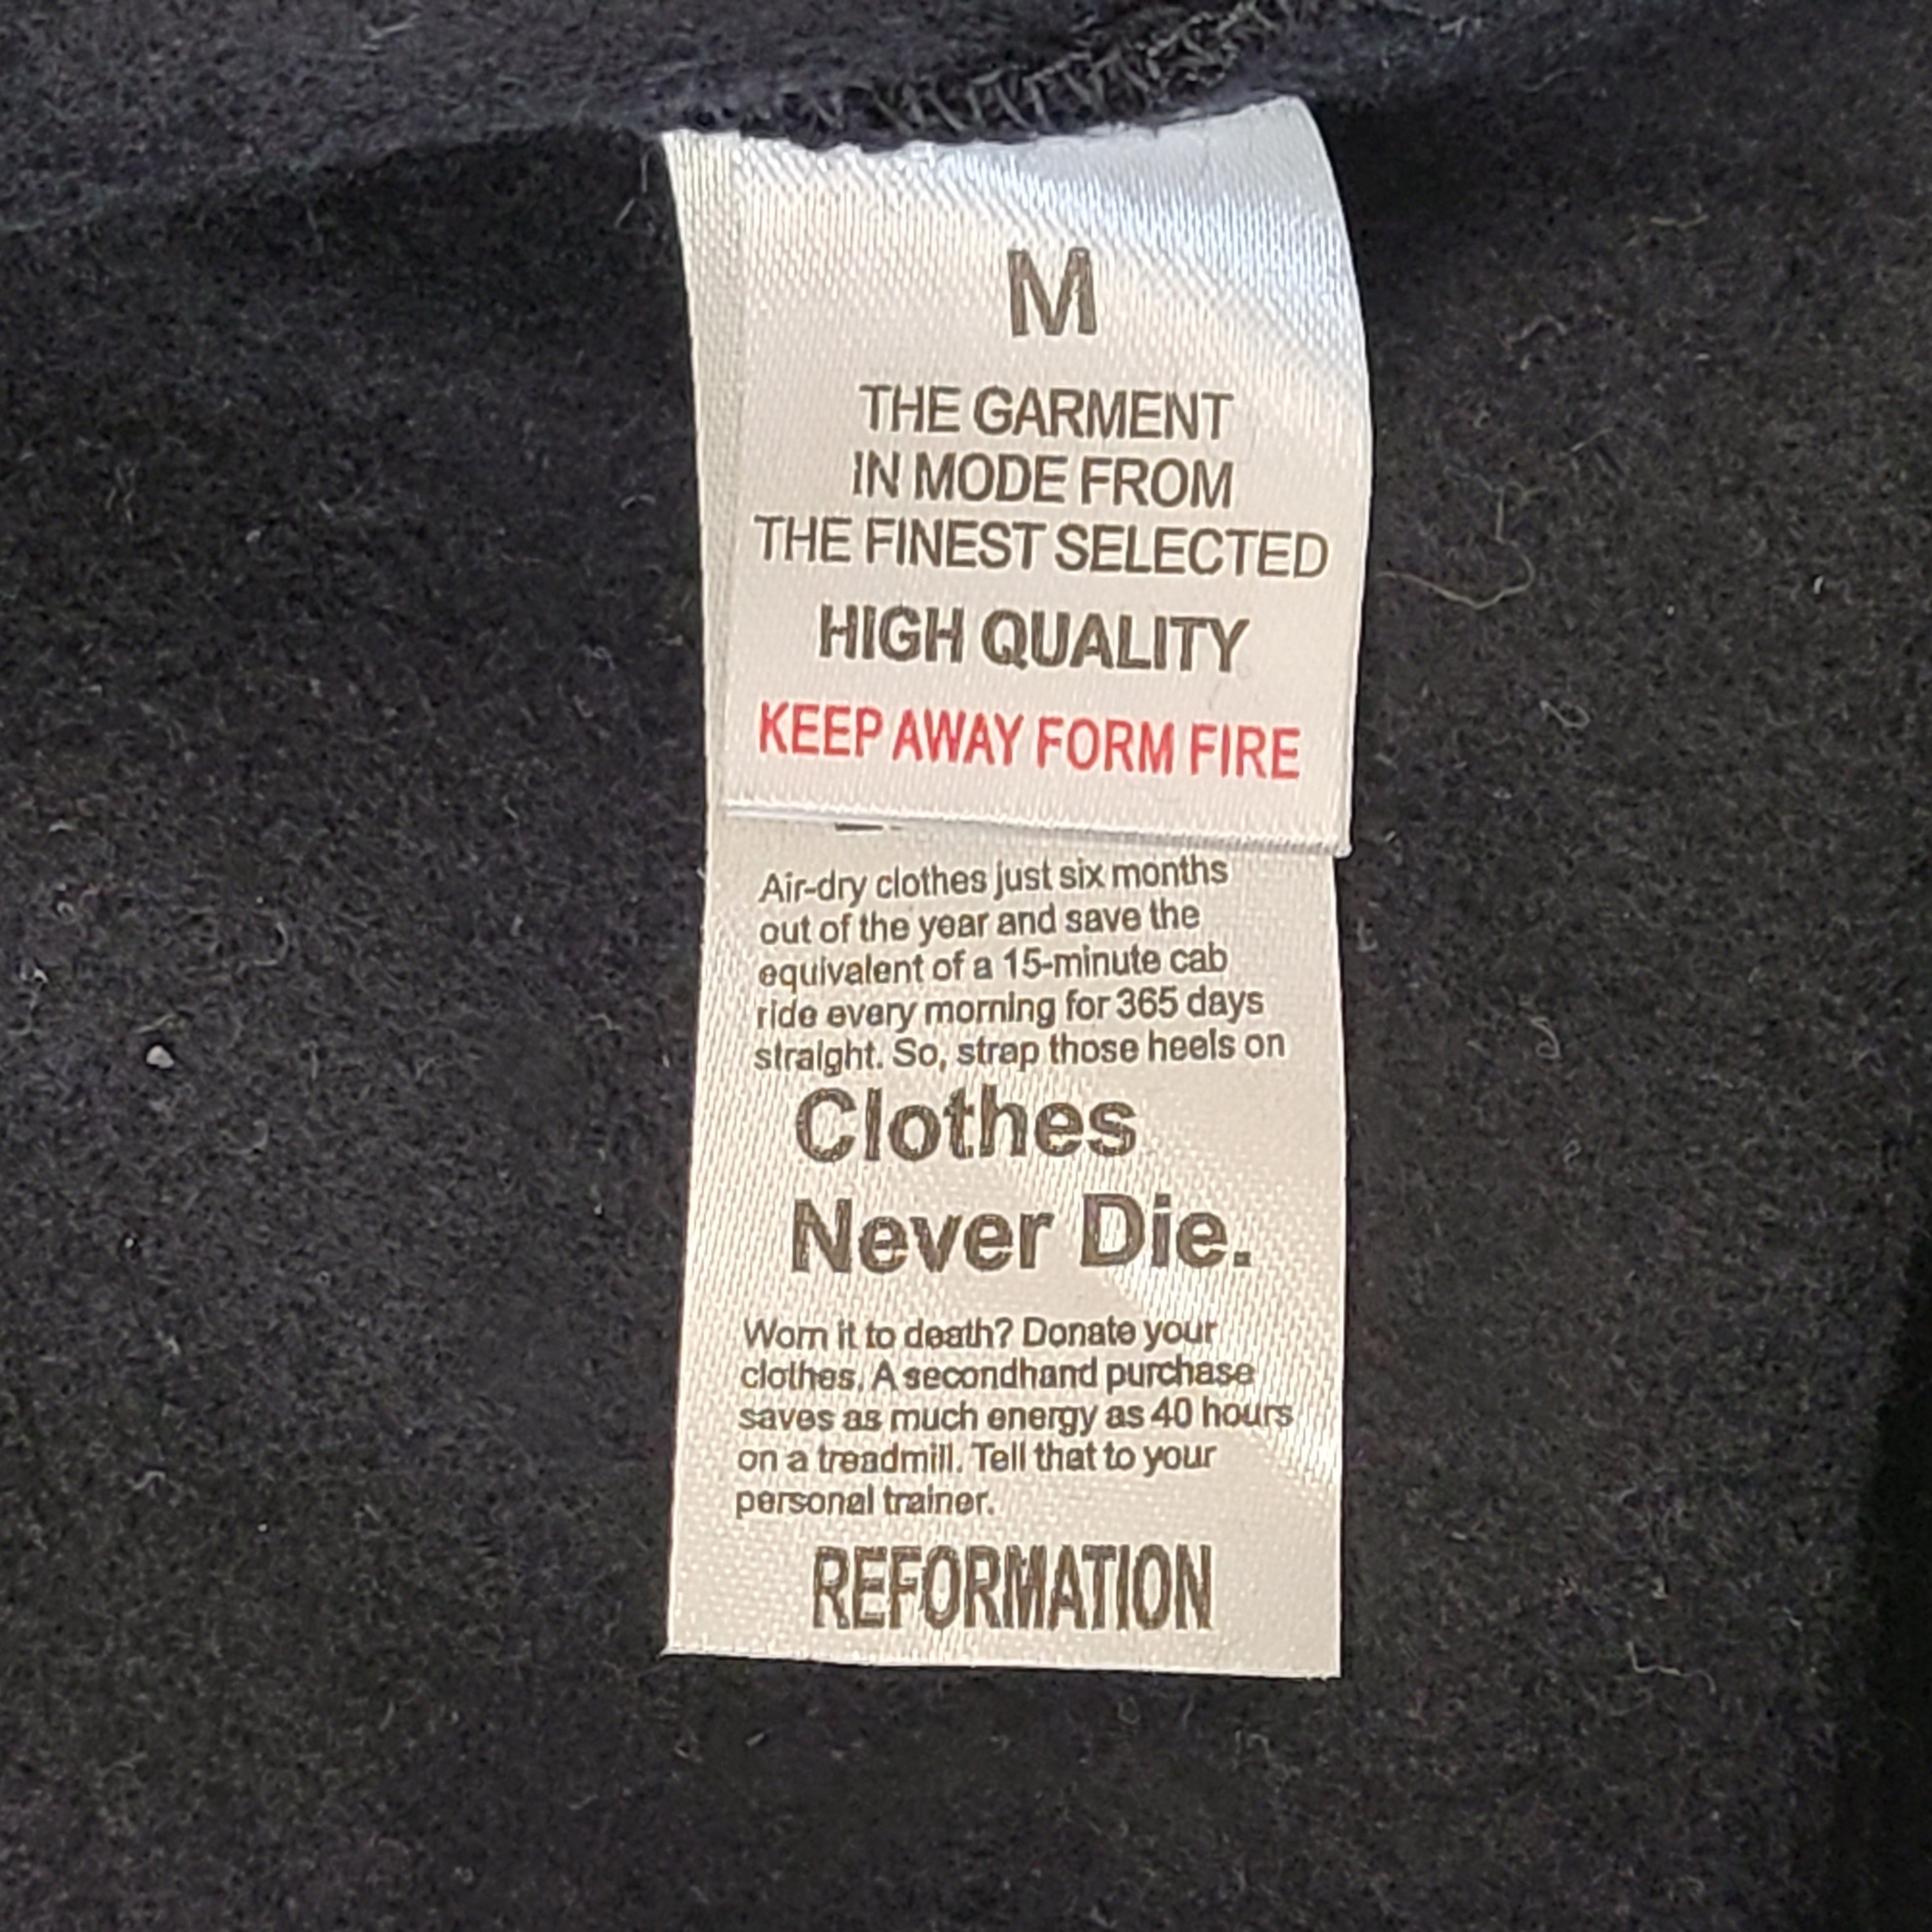 M
THE GARMENT
IN MODE FROM
THE FINEST SELECTED
HIGH QUALITY
KEEP AWAY FORM FIRE
Air-dry clothes just six months
out of the year and save the
equivalent of a 15-minute cab
ride every morning for 365 days
straight. So, strap those heels on
Clothes
Never Die.
Worn it to death? Donate your
clothes. A secondhand purchase
saves as much energy as 40 hours
on a treadmill. Tell that to your
personal trainer.
REFORMATION